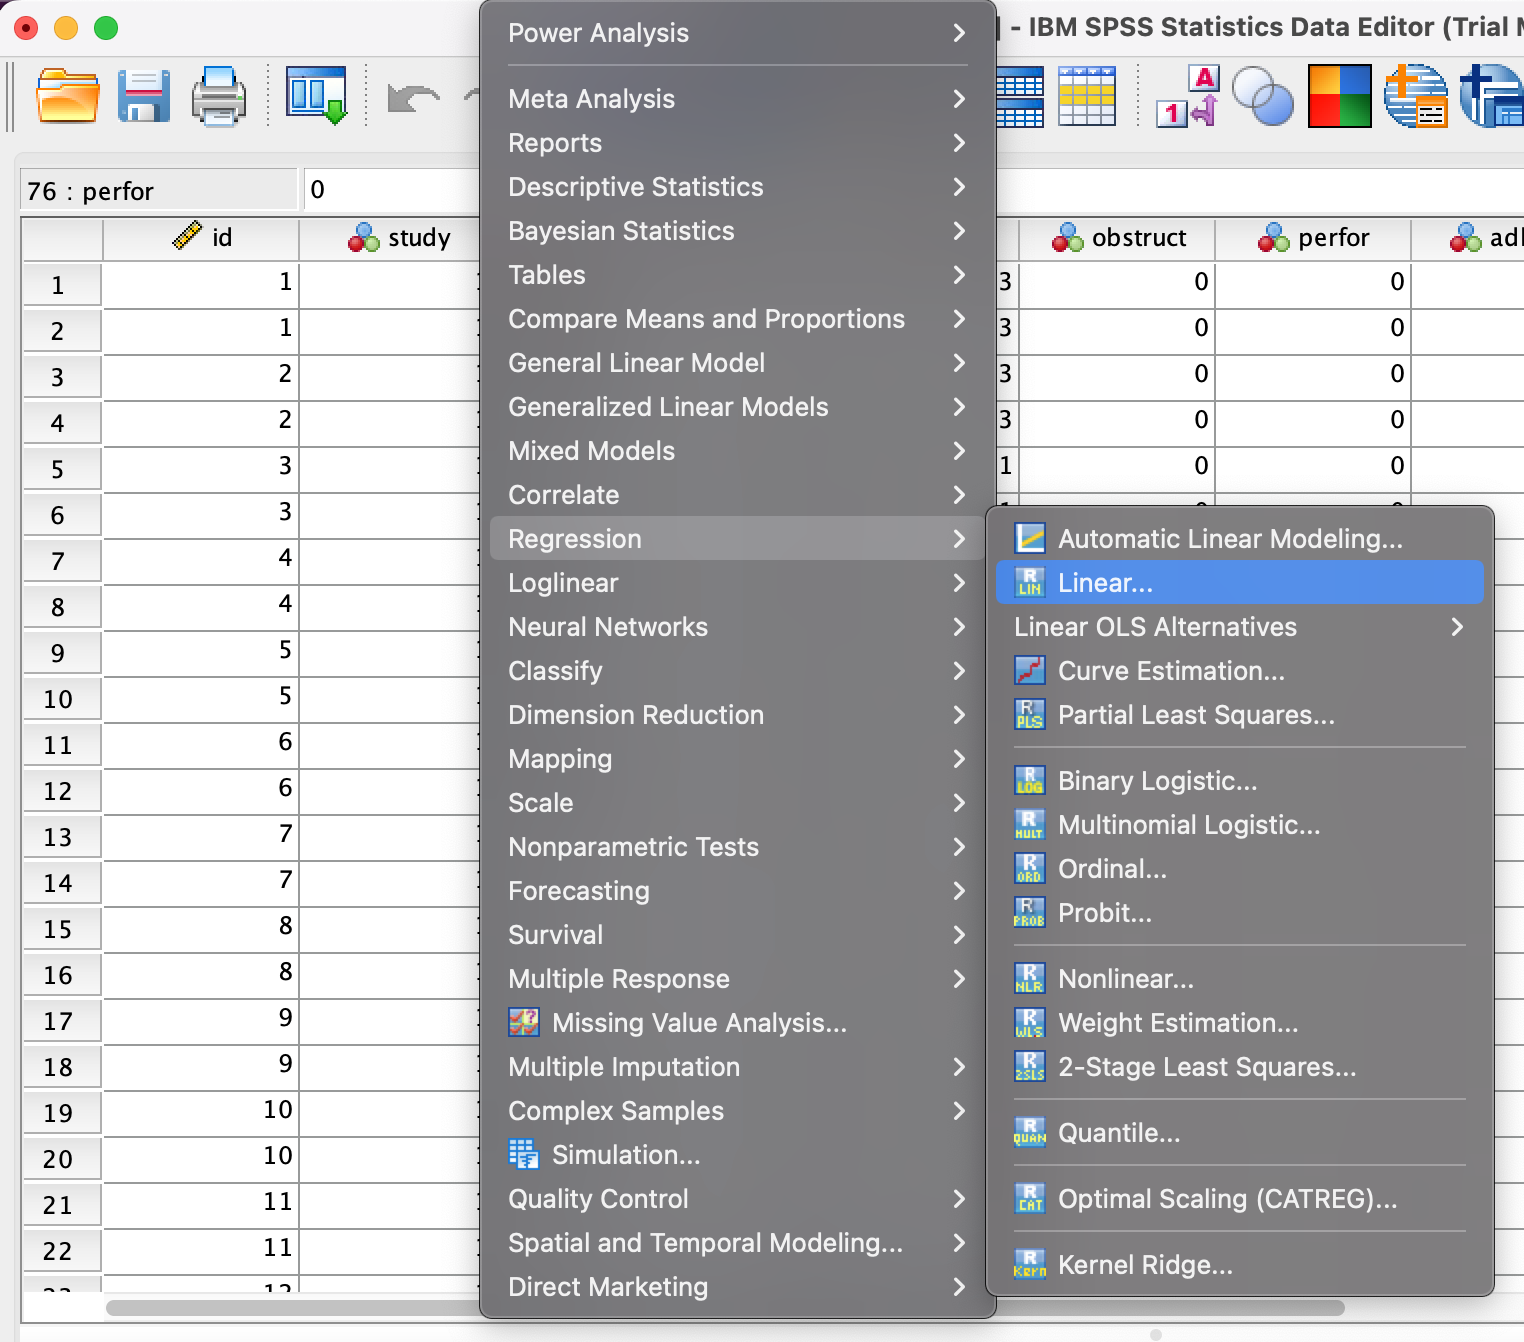 - IBM SPSS Statistics Data Editor (Trial
76 : perfor
0
id
study
obstruct
perfor
1
1
3
0
0
2
1
3
0
0
3
2
3
0
0
4
2
3
0
0
5
3
1
0
0
6
3
7
4
8
4
9
5
10
5
11
6
12
6
13
7
14
7
15
8
16
8
17
9
18
9
19
10
20
10
21
11
22
11
Power Analysis
Meta Analysis
Reports
Descriptive Statistics
Bayesian Statistics
Tables
Compare Means and Proportions
General Linear Model
Generalized Linear Models
Mixed Models
Correlate
Regression
Loglinear
Neural Networks
Classify
Dimension Reduction
Mapping
Scale
Nonparametric Tests
Forecasting
Survival
Multiple Response
Missing Value Analysis...
Multiple Imputation
Complex Samples
Simulation...
Quality Control
Spatial and Temporal Modeling...
Direct Marketing
Automatic Linear Modeling...
Linear...
Linear OLS Alternatives
Curve Estimation...
Partial Least Squares...
Binary Logistic...
Multinomial Logistic...
Ordinal...
Probit...
Nonlinear...
Weight Estimation...
2-Stage Least Squares...
Quantile...
Optimal Scaling (CATREG)...
Kernel Ridge...